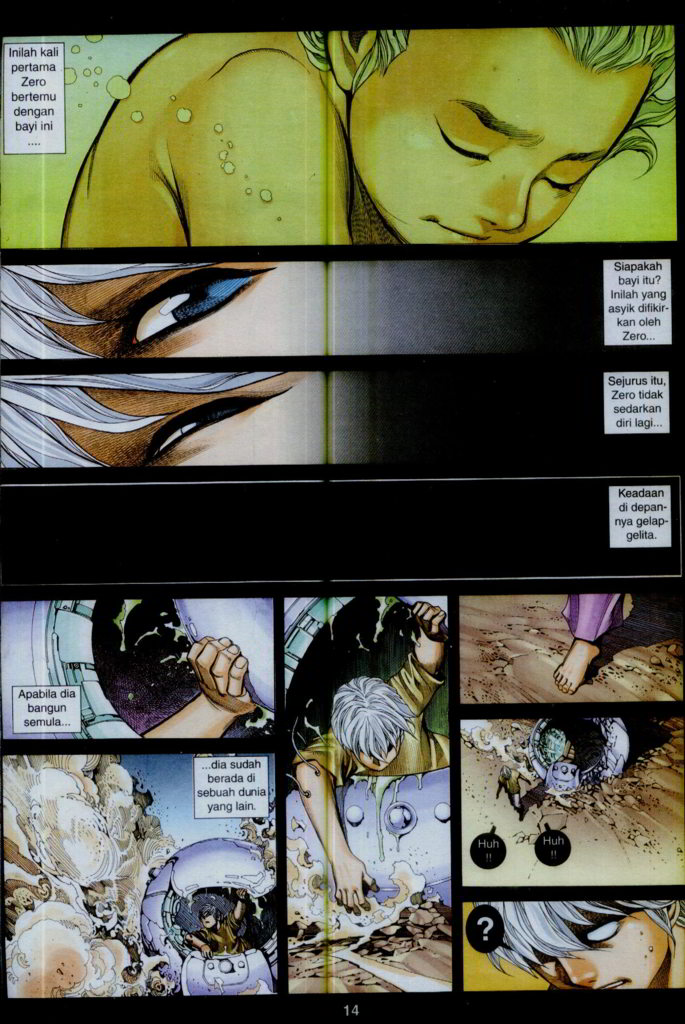 Inilah kali
pertama
Zero
bertemu
dengan
bayi ini
....
Siapakah
bayi itu?
Inilah yang
asyik difikir-
kan oleh
Zero...
Sejurus itu,
Zero tidak
sedarkan
diri lagi...
Keadaan
di depan-
nya gelap-
gelita.
Apabila dia
bangun
semula...
...dia sudah
berada di
sebuah dunia
yang lain.
Huh
!!
Huh
!!
?
14